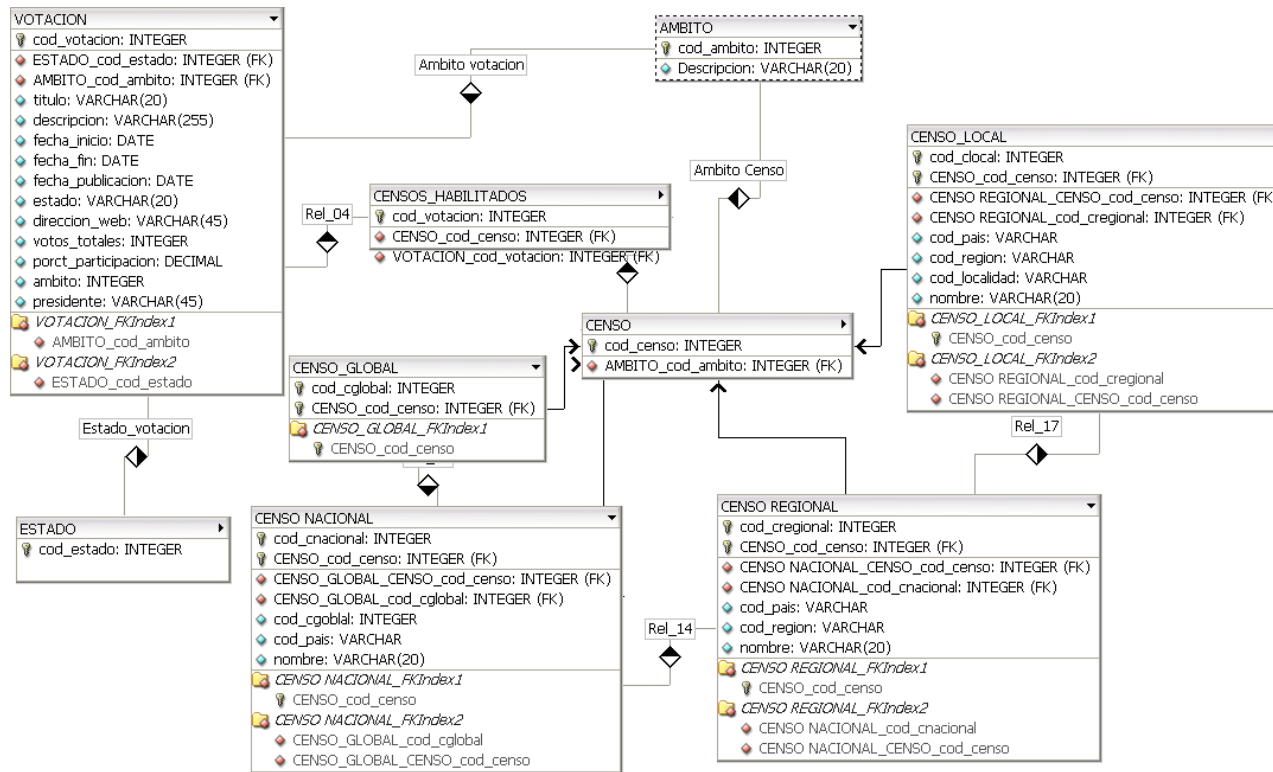 VOTACION
cod_votacion: INTEGER
ESTADO_cod_estado: INTEGER (FK)
AMBITO_cod_ambito: INTEGER (FK)
titulo: VARCHAR(20)
descripcion: VARCHAR(255)
fecha_inicio: DATE
fecha_fin: DATE
fecha_publicacion: DATE
estado: VARCHAR(20)
direccion_web: VARCHAR(45)
votos_totales: INTEGER
porct_participacion: DECIMAL
ambito: INTEGER
presidente: VARCHAR(45)
VOTACION_FKIndex1
AMBITO_cod_ambito
VOTACION_FKIndex2
ESTADO_cod_estado
Ambito votacion
AMBITO
cod_ambito: INTEGER
Descripcion: VARCHAR(20)
Ambito Censo
Rel_04
CENSOS_HABILITADOS
cod_votacion: INTEGER
CENSO_cod_censo: INTEGER (FK)
VOTACION_cod_votacion: INTEGER (FK)
CENSO_LOCAL
cod_clocal: INTEGER
CENSO_cod_censo: INTEGER (FK)
CENSO REGIONAL_CENSO_cod_censo: INTEGER (FK)
CENSO REGIONAL_cod_cregional: INTEGER (FK)
cod_pais: VARCHAR
cod_region: VARCHAR
cod_localidad: VARCHAR
nombre: VARCHAR(20)
CENSO_LOCAL_FKIndex1
CENSO_cod_censo
CENSO_LOCAL_FKIndex2
CENSO REGIONAL_cod_cregional
CENSO REGIONAL_CENSO_cod_censo
CENSO
cod_censo: INTEGER
AMBITO_cod_ambito: INTEGER (FK)
CENSO_GLOBAL
cod_cglobal: INTEGER
CENSO_cod_censo: INTEGER (FK)
CENSO_GLOBAL_FKIndex1
CENSO_cod_censo
Estado_votacion
Rel_17
ESTADO
cod_estado: INTEGER
CENSO NACIONAL
cod_cnacional: INTEGER
CENSO_cod_censo: INTEGER (FK)
CENSO_GLOBAL_CENSO_cod_censo: INTEGER (FK)
CENSO_GLOBAL_cod_cglobal: INTEGER (FK)
cod_cgoblal: INTEGER
cod_pais: VARCHAR
nombre: VARCHAR(20)
CENSO NACIONAL_FKIndex1
CENSO_cod_censo
CENSO NACIONAL_FKIndex2
CENSO_GLOBAL_cod_cglobal
CENSO_GLOBAL_CENSO_cod_censo
Rel_14
CENSO REGIONAL
cod_cregional: INTEGER
CENSO_cod_censo: INTEGER (FK)
CENSO NACIONAL_CENSO_cod_censo: INTEGER (FK)
CENSO NACIONAL_cod_cnacional: INTEGER (FK)
cod_pais: VARCHAR
cod_region: VARCHAR
nombre: VARCHAR(20)
CENSO REGIONAL_FKIndex1
CENSO_cod_censo
CENSO REGIONAL_FKIndex2
CENSO NACIONAL_cod_cnacional
CENSO NACIONAL_CENSO_cod_censo